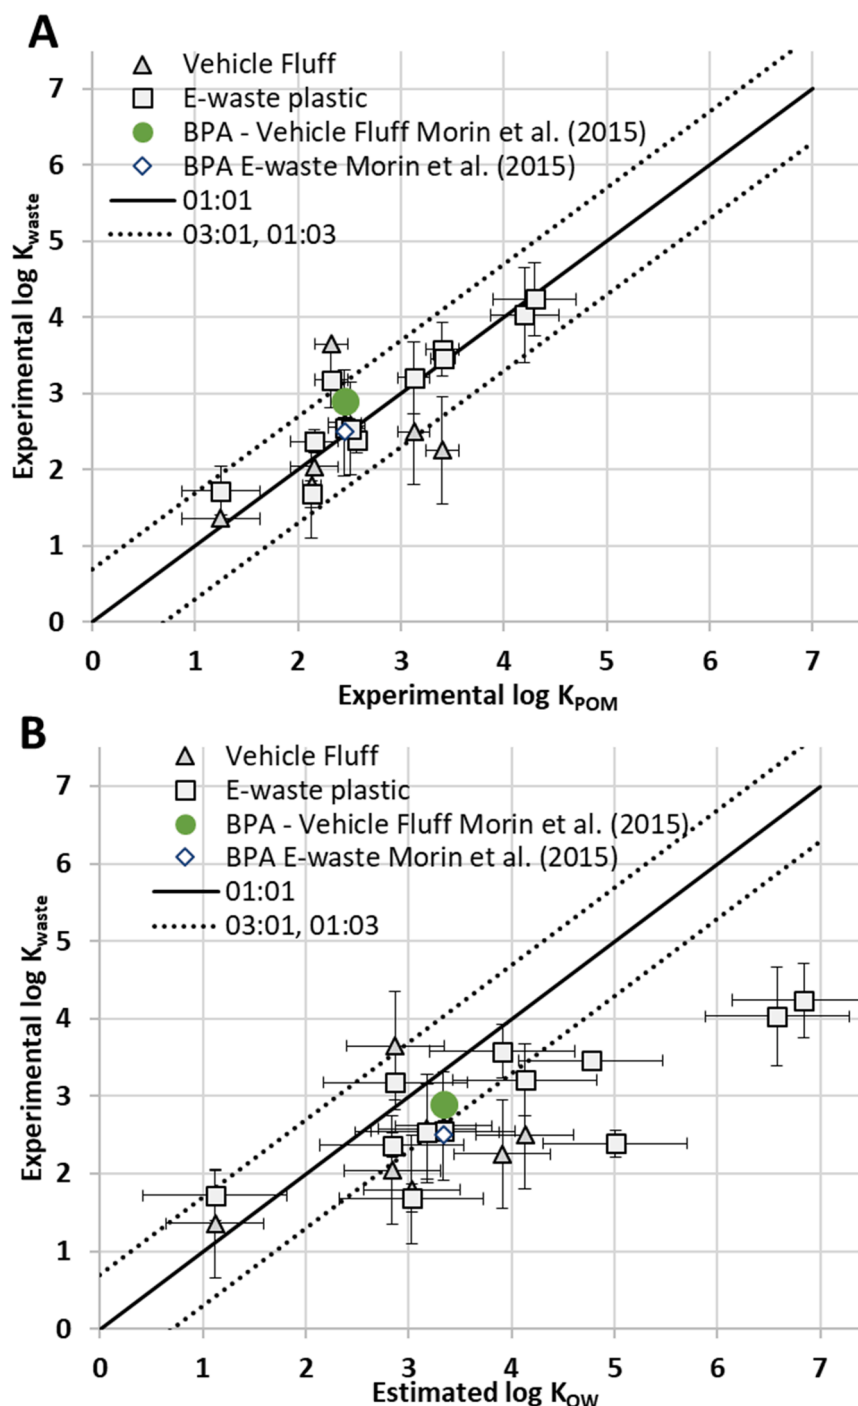 A
Vehicle Fluff
E-waste plastic
BPA - Vehicle Fluff Morin et al. (2015)
BPA E-waste Morin et al. (2015)
01:01
03:01, 01:03
7
6
5
4
3
2
1
0
Experimental log Kwaste
0 1 2 3 4 5 6 7
Experimental log KPOM
B
Vehicle Fluff
E-waste plastic
BPA - Vehicle Fluff Morin et al. (2015)
BPA E-waste Morin et al. (2015)
01:01
03:01, 01:03
7
6
5
4
3
2
1
0
Experimental log Kwaste
0 1 2 3 4 5 6 7
Estimated log KOW